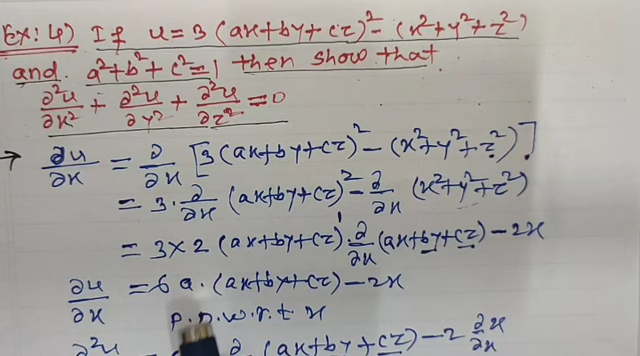 Ex: 4) If u = 3 (ax+by+cz)² - (x²+y²+z²)
and a²+b²+c²=1 then show that
∂²u/∂x² + ∂²u/∂y² + ∂²u/∂z² = 0
→ ∂u/∂x = ∂/∂x [3(ax+by+cz)² - (x²+y²+z²)]
= 3·∂/∂x (ax+by+cz)² - ∂/∂x (x²+y²+z²)
= 3×2 (ax+by+cz)¹·∂/∂x (ax+by+cz) - 2x
∂u/∂x = 6a·(ax+by+cz) - 2x
P.D.w.r.t x
∂²u ∂ (ax+by+cz) - 2 ∂x/∂x